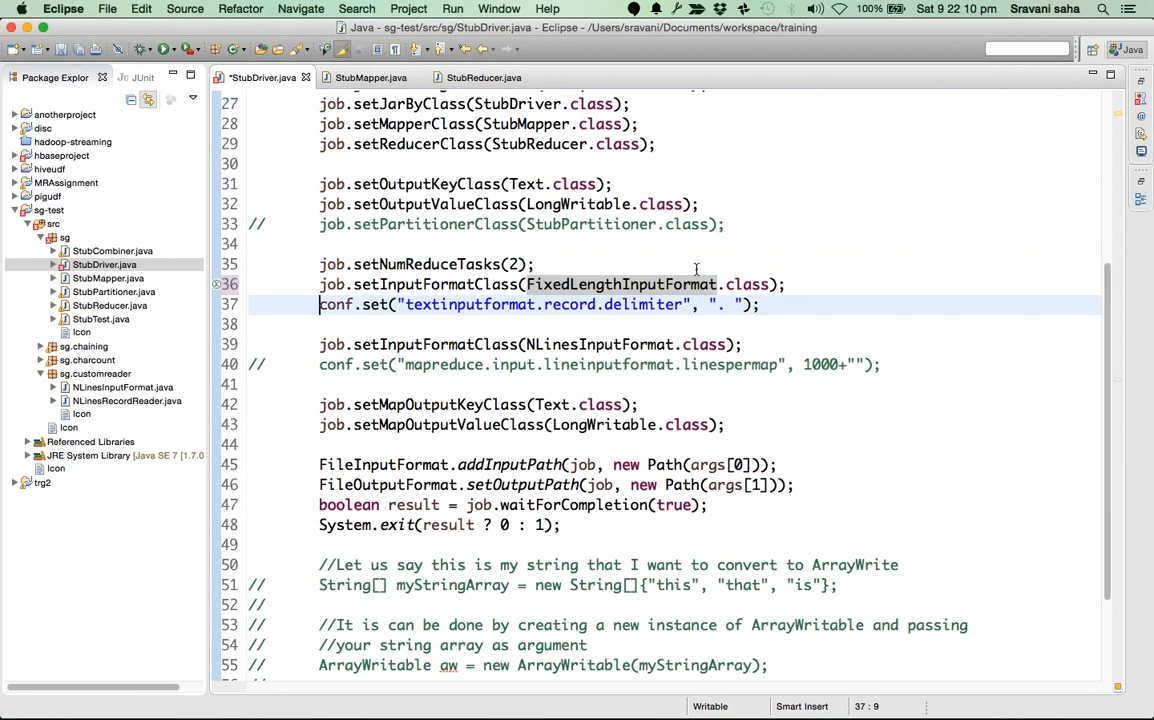 Eclipse File Edit Source Refactor Navigate Search Project Run Window Help 100% Sat 9 22 10 pm Sravani saha
Java - sg-test/src/sg/StubDriver.java - Eclipse - /Users/sravani/Documents/workspace/training
Java
Package Explor JUnit *StubDriver.java StubMapper.java StubReducer.java
anotherproject
disc
hadoop-streaming
hbaseproject
hiveudf
MRAssignment
pigudf
sg-test
src
sg
StubCombiner.java
StubDriver.java
StubMapper.java
StubPartitioner.java
StubReducer.java
StubTest.java
Icon
sg.chaining
sg.charcount
sg.customreader
NLinesInputFormat.java
NLinesRecordReader.java
Icon
Icon
Referenced Libraries
JRE System Library [Java SE 7 [1.7.0
Icon
trg2
27 job.setJarByClass(StubDriver.class);
28 job.setMapperClass(StubMapper.class);
29 job.setReducerClass(StubReducer.class);
30
31 job.setOutputKeyClass(Text.class);
32 job.setOutputValueClass(LongWritable.class);
33 // job.setPartitionerClass(StubPartitioner.class);
34
35 job.setNumReduceTasks(2);
36 job.setInputFormatClass(FixedLengthInputFormat.class);
37 conf.set("textinputformat.record.delimiter", ". ");
38
39 job.setInputFormatClass(NLinesInputFormat.class);
40 // conf.set("mapreduce.input.lineinputformat.linespermap", 1000+"");
41
42 job.setMapOutputKeyClass(Text.class);
43 job.setMapOutputValueClass(LongWritable.class);
44
45 FileInputFormat.addInputPath(job, new Path(args[0]));
46 FileOutputFormat.setOutputPath(job, new Path(args[1]));
47 boolean result = job.waitForCompletion(true);
48 System.exit(result ? 0 : 1);
49
50 //Let us say this is my string that I want to convert to ArrayWrite
51 // String[] myStringArray = new String[]{"this", "that", "is"};
52 //
53 // //It is can be done by creating a new instance of ArrayWritable and passing
54 // //your string array as argument
55 // ArrayWritable aw = new ArrayWritable(myStringArray);
Writable Smart Insert 37 : 9